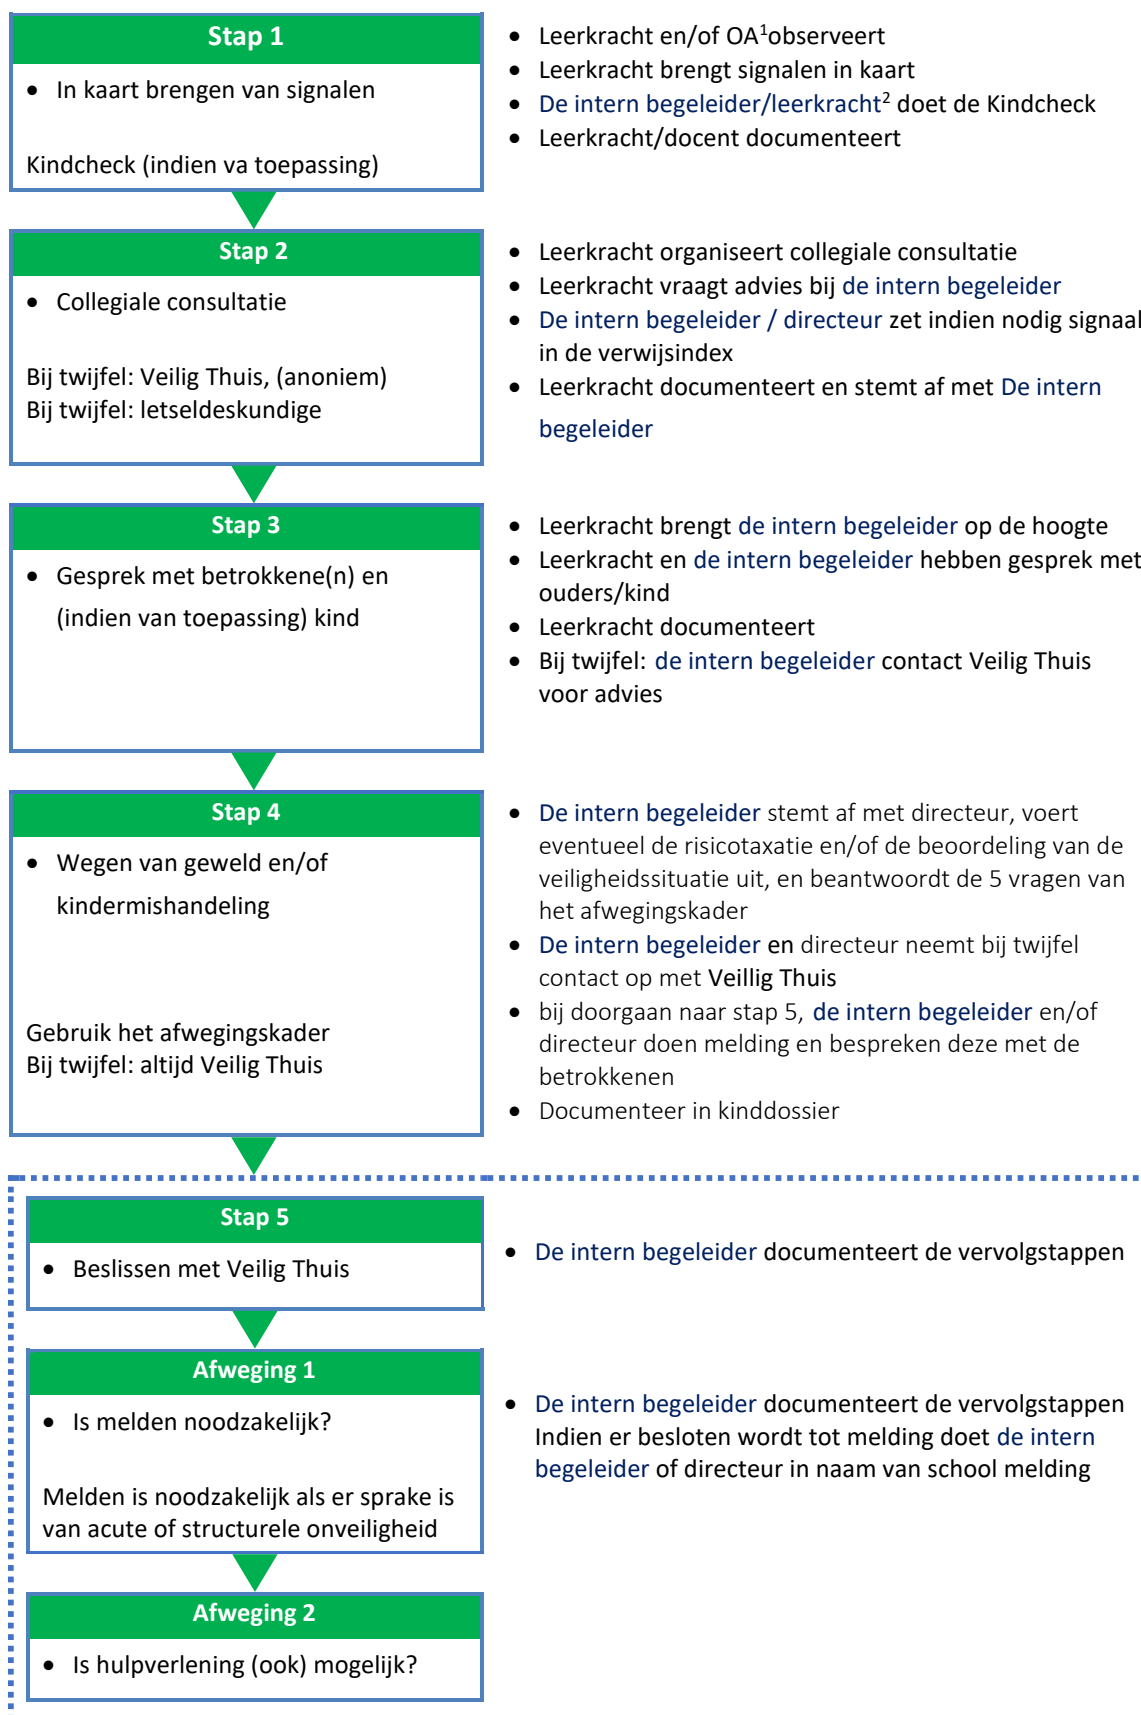 Stap 1
• In kaart brengen van signalen
Kindcheck (indien va toepassing)
• Leerkracht en/of OA¹observeert
• Leerkracht brengt signalen in kaart
• De intern begeleider/leerkracht² doet de Kindcheck
• Leerkracht/docent documenteert
Stap 2
• Collegiale consultatie
Bij twijfel: Veilig Thuis, (anoniem)
Bij twijfel: letseldeskundige
• Leerkracht organiseert collegiale consultatie
• Leerkracht vraagt advies bij de intern begeleider
• De intern begeleider / directeur zet indien nodig signaal
in de verwijsindex
• Leerkracht documenteert en stemt af met De intern
begeleider
Stap 3
• Gesprek met betrokkene(n) en
(indien van toepassing) kind
• Leerkracht brengt de intern begeleider op de hoogte
• Leerkracht en de intern begeleider hebben gesprek met
ouders/kind
• Leerkracht documenteert
• Bij twijfel: de intern begeleider contact Veilig Thuis
voor advies
Stap 4
• Wegen van geweld en/of
kindermishandeling
Gebruik het afwegingskader
Bij twijfel: altijd Veilig Thuis
• De intern begeleider stemt af met directeur, voert
eventueel de risicotaxatie en/of de beoordeling van de
veiligheidssituatie uit, en beantwoordt de 5 vragen van
het afwegingskader
• De intern begeleider en directeur neemt bij twijfel
contact op met Veillig Thuis
• bij doorgaan naar stap 5, de intern begeleider en/of
directeur doen melding en bespreken deze met de
betrokkenen
• Documenteer in kinddossier
Stap 5
• Beslissen met Veilig Thuis
• De intern begeleider documenteert de vervolgstappen
Afweging 1
• Is melden noodzakelijk?
Melden is noodzakelijk als er sprake is
van acute of structurele onveiligheid
• De intern begeleider documenteert de vervolgstappen
Indien er besloten wordt tot melding doet de intern
begeleider of directeur in naam van school melding
Afweging 2
• Is hulpverlening (ook) mogelijk?